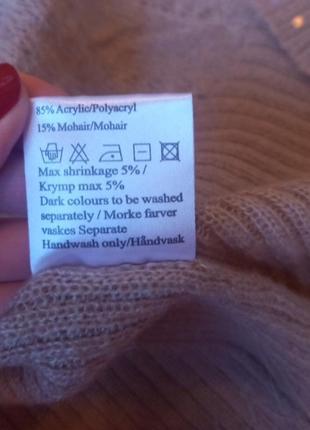 85% Acrylic/Polyacryl
15% Mohair/Mohair
Max shrinkage 5% /
Krymp max 5%
Dark colours to be washed
separately / Morke farver
vaskes Separate
Handwash only/Håndvask